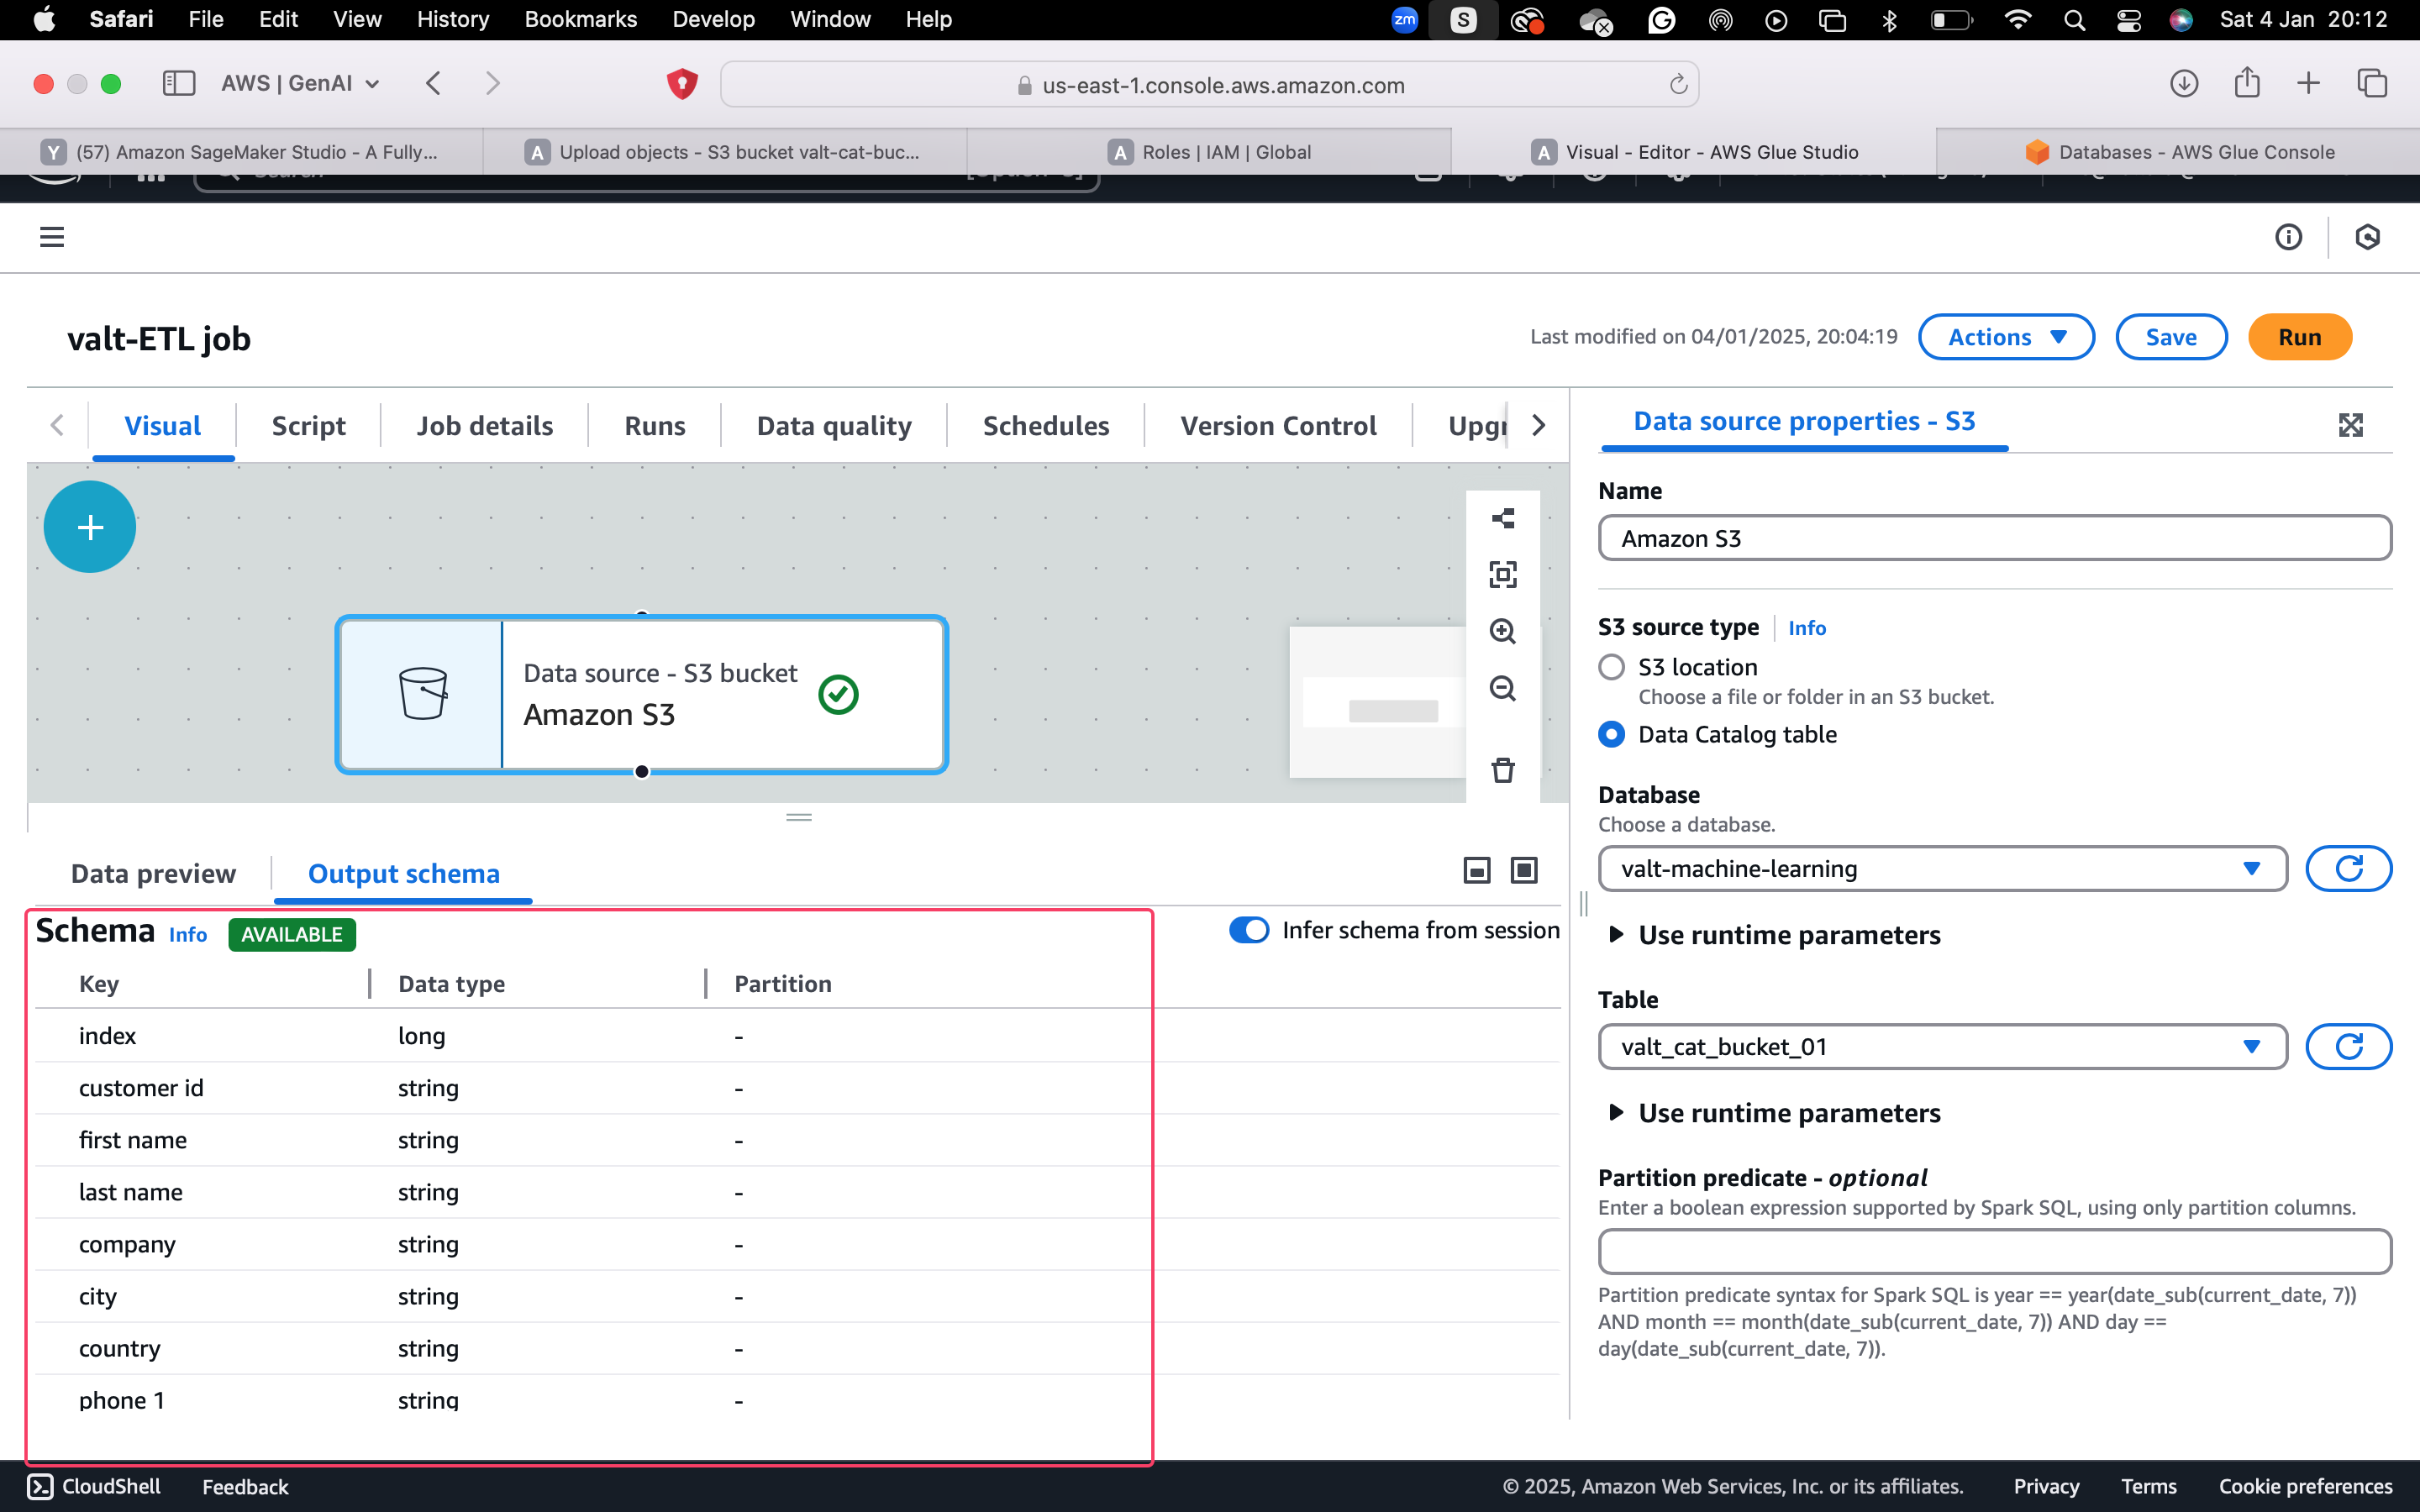 Safari File Edit View History Bookmarks Develop Window Help zm S Sat 4 Jan 20:12
AWS | GenAI us-east-1.console.aws.amazon.com
Y (57) Amazon SageMaker Studio - A Fully... A Upload objects - S3 bucket valt-cat-buc... A Roles | IAM | Global A Visual - Editor - AWS Glue Studio Databases - AWS Glue Console
valt-ETL job
Last modified on 04/01/2025, 20:04:19 Actions Save Run
Visual Script Job details Runs Data quality Schedules Version Control Upgr
Data source - S3 bucket
Amazon S3
Data preview Output schema
Schema Info AVAILABLE Infer schema from session
Key Data type Partition
index long -
customer id string -
first name string -
last name string -
company string -
city string -
country string -
phone 1 string -
Data source properties - S3
Name
Amazon S3
S3 source type Info
S3 location
Choose a file or folder in an S3 bucket.
Data Catalog table
Database
Choose a database.
valt-machine-learning
Use runtime parameters
Table
valt_cat_bucket_01
Use runtime parameters
Partition predicate - optional
Enter a boolean expression supported by Spark SQL, using only partition columns.
Partition predicate syntax for Spark SQL is year == year(date_sub(current_date, 7))
AND month == month(date_sub(current_date, 7)) AND day ==
day(date_sub(current_date, 7)).
CloudShell Feedback © 2025, Amazon Web Services, Inc. or its affiliates. Privacy Terms Cookie preferences